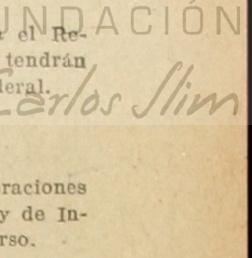 FUNDACIÓN
el Re-
tendrán
deral.
Carlos Slim
raciones
y de In-
rso.